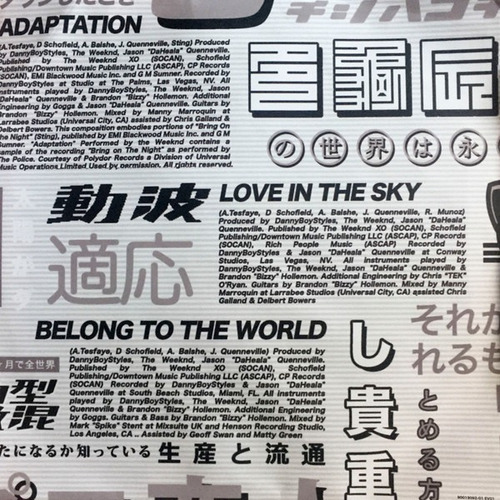 ADAPTATION
(A.Tesfaye, D Schofield, A. Balshe, J. Quenneville, Sting) Produced
by DannyBoyStyles, The Weeknd, Jason "DaHeala" Quenneville.
Published by The Weeknd XO (SOCAN), Schofield
Publishing/Downtown Music Publishing LLC (ASCAP), CP Records
(SOCAN), EMI Blackwood Music Inc. and G M Sumner. Recorded by
DannyBoyStyles at Studio at The Palms, Las Vegas, NV. All
instruments played by DannyBoyStyles, The Weeknd, Jason
"DaHeala" Quenneville & Brandon "Bizzy" Hollemon. Additional
Engineering by Goggs & Jason "DaHeala" Quenneville. Guitars by
Brandon "Bizzy" Hollemon. Mixed by Manny Marroquin at
Larrabee Studios (Universal City, CA) assisted by Chris Galland &
Delbert Bowers. This composition embodies portions of "Bring On
The Night" (Sting), published by EMI Blackwood Music Inc. and G M
Sumner. "Adaptation" Performed by the Weeknd contains a
sample of the recording "Bring on The Night" as performed by
The Police. Courtesy of Polydor Records a Division of Universal
Music Operations Limited Used by permission. All rights reserved.
の世界は永
動波
適応
LOVE IN THE SKY
(A.Tesfaye, D Schofield, A. Balshe, J. Quenneville, R. Munoz)
Produced by DannyBoyStyles, The Weeknd, Jason "DaHeala"
Quenneville. Published by The Weeknd XO (SOCAN), Schofield
Publishing/Downtown Music Publishing LLC (ASCAP), CP Records
(SOCAN), Rich People Music (ASCAP) Recorded by
DannyBoyStyles & Jason "DaHeala" Quenneville at Conway
Studios, Las Vegas, NV. All instruments played by
DannyBoyStyles, The Weeknd, Jason "DaHeala" Quenneville &
Brandon "Bizzy" Hollemon. Additional Engineering by Chris "TEK"
O'Ryan. Guitars by Brandon "Bizzy" Hollemon. Mixed by Manny
Marroquin at Larrabee Studios (Universal City, CA) assisted Chris
Galland & Delbert Bowers
BELONG TO THE WORLD
(A.Tesfaye, D Schofield, A. Balshe, J. Quenneville) Produced by
DannyBoyStyles, The Weeknd, Jason "DaHeala" Quenneville.
Published by The Weeknd XO (SOCAN), Schofield
Publishing/Downtown Music Publishing LLC (ASCAP), CP Records
(SOCAN) Recorded by DannyBoyStyles & Jason "DaHeala"
Quenneville at South Beach Studios, Miami, FL. All instruments
played by DannyBoyStyles, The Weeknd, Jason "DaHeala"
Quenneville & Brandon "Bizzy" Hollemon. Additional Engineering
by Goggs. Guitars & Bass by Brandon "Bizzy" Hollemon. Mixed by
Mark "Spike" Stent at Mixsuite UK and Henson Recording Studio,
Los Angeles, CA .. Assisted by Geoff Swan and Matty Green
ヶ月で全世界
型
混
たになるか知っている 生産と流通
し貴重
それか
れるも
とめる方